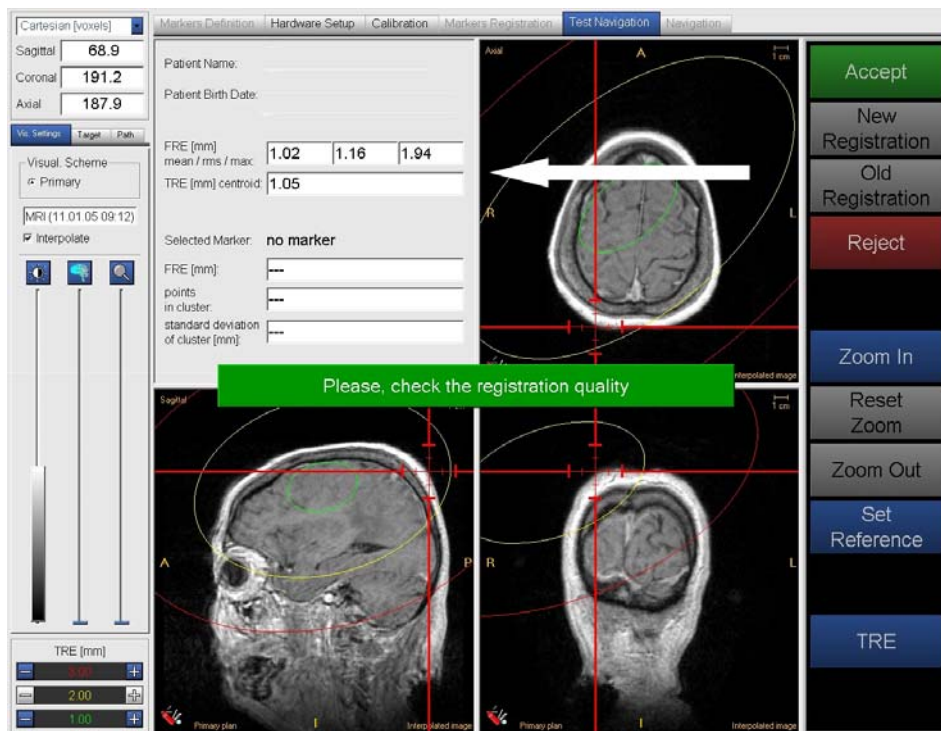 Cartesian [voxels]
Sagittal 68.9
Coronal 191.2
Axial 187.9
Markers Definition Hardware Setup Calibration Markers Registration Test Navigation Navigation
Patient Name:
Patient Birth Date:
FRE [mm]
mean / rms / max: 1.02 1.16 1.94
TRE [mm] centroid: 1.05
Selected Marker: no marker
FRE [mm]: ---
points
in cluster: ---
standard deviation
of cluster [mm]: ---
Vis. Settings Target Path
Visual. Scheme
Primary
MRI (11.01.05 09:12)
Interpolate
Axial A 1 cm
R L
Interpolated image
Please, check the registration quality
Sagittal 1 cm
A P
Primary plan I Interpolated image
1 cm
R L
Primary plan I Interpolated image
Accept
New
Registration
Old
Registration
Reject
Zoom In
Reset
Zoom
Zoom Out
Set
Reference
TRE
TRE [mm]
3.00
2.00
1.00